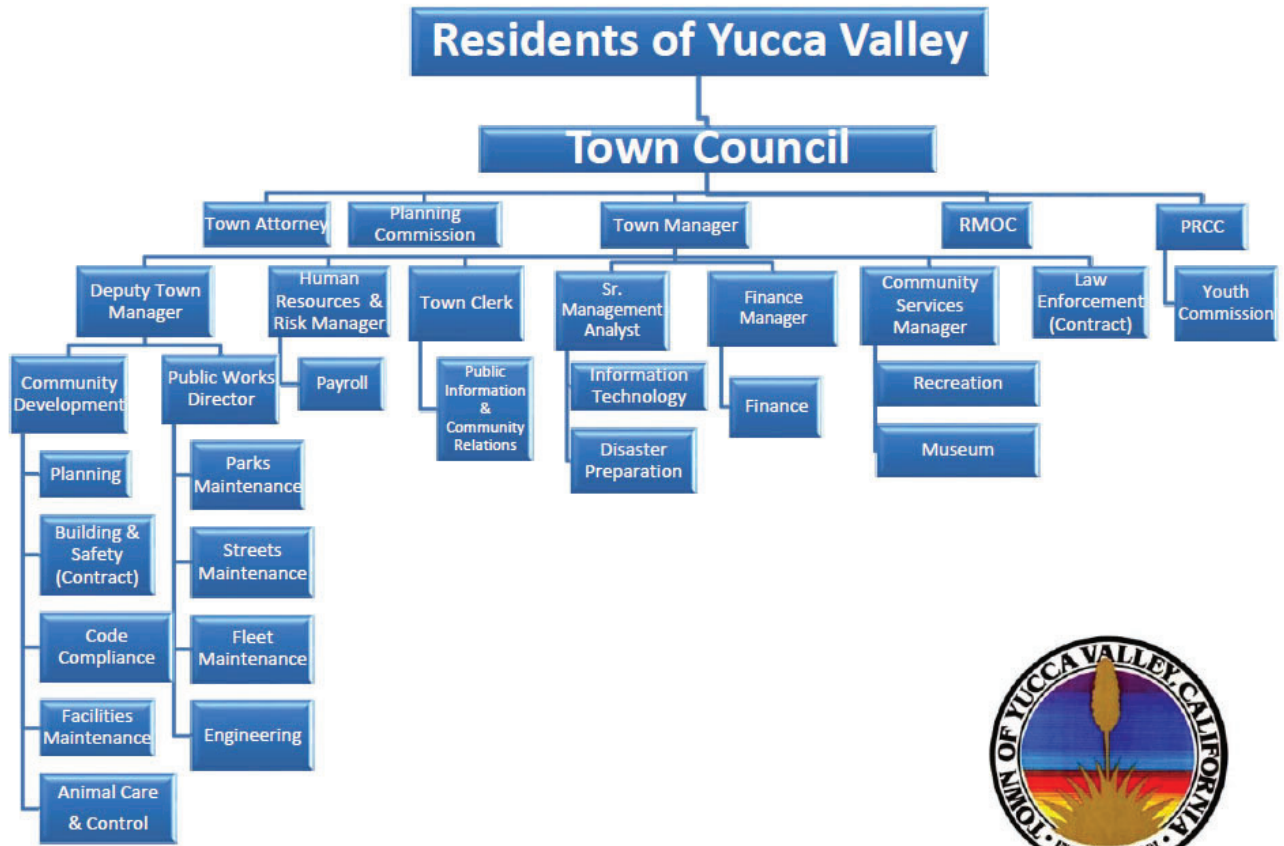 Residents of Yucca Valley
Town Council
Town Attorney
Planning
Commission
Town Manager
RMOC
PRCC
Deputy Town
Manager
Human
Resources &
Risk Manager
Town Clerk
Sr.
Management
Analyst
Finance
Manager
Community
Services
Manager
Law
Enforcement
(Contract)
Youth
Commission
Community
Development
Public Works
Director
Payroll
Public
Information
&
Community
Relations
Information
Technology
Finance
Recreation
Disaster
Preparation
Museum
Planning
Parks
Maintenance
Building &
Safety
(Contract)
Streets
Maintenance
Code
Compliance
Fleet
Maintenance
Facilities
Maintenance
Engineering
Animal Care
& Control
TOWN OF YUCCA VALLEY, CALIFORNIA